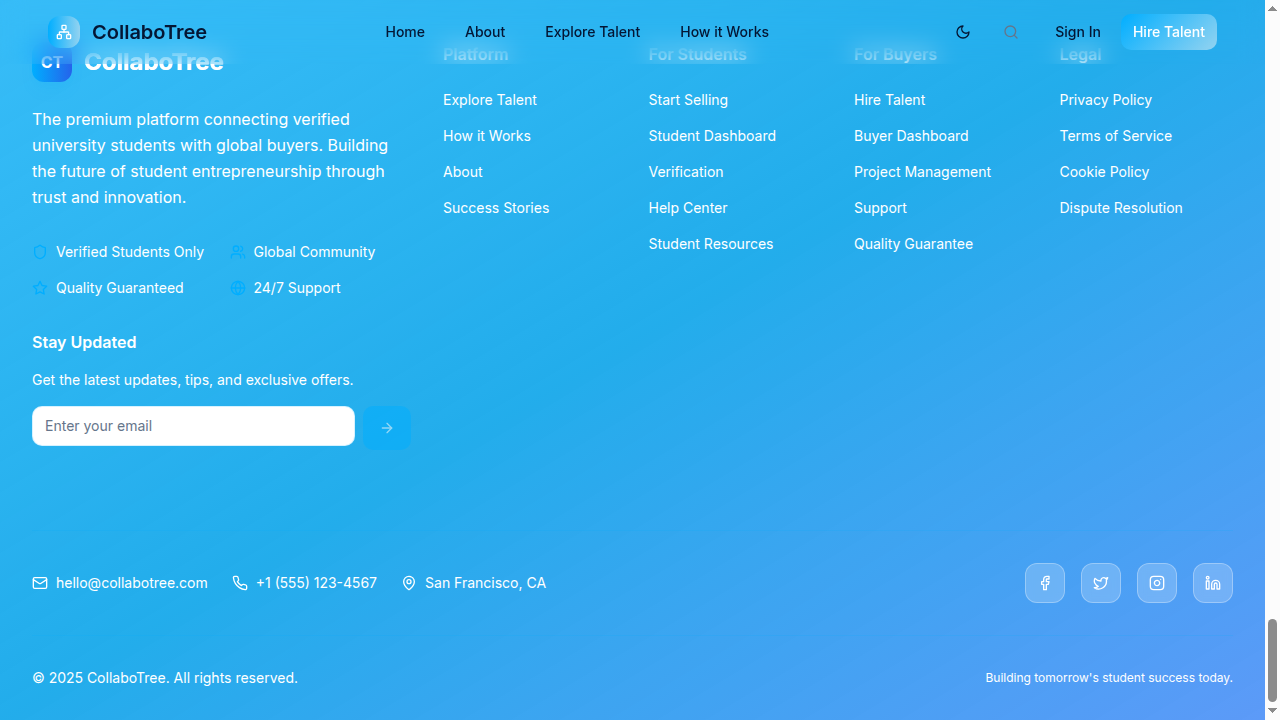 CollaboTree
Home
About
Explore Talent
How it Works
Sign In
Hire Talent
CT
CollaboTree
The premium platform connecting verified
university students with global buyers. Building
the future of student entrepreneurship through
trust and innovation.
Verified Students Only
Global Community
Quality Guaranteed
24/7 Support
Stay Updated
Get the latest updates, tips, and exclusive offers.
Enter your email
Platform
Explore Talent
How it Works
About
Success Stories
For Students
Start Selling
Student Dashboard
Verification
Help Center
Student Resources
For Buyers
Hire Talent
Buyer Dashboard
Project Management
Support
Quality Guarantee
Legal
Privacy Policy
Terms of Service
Cookie Policy
Dispute Resolution
hello@collabotree.com
+1 (555) 123-4567
San Francisco, CA
© 2025 CollaboTree. All rights reserved.
Building tomorrow's student success today.